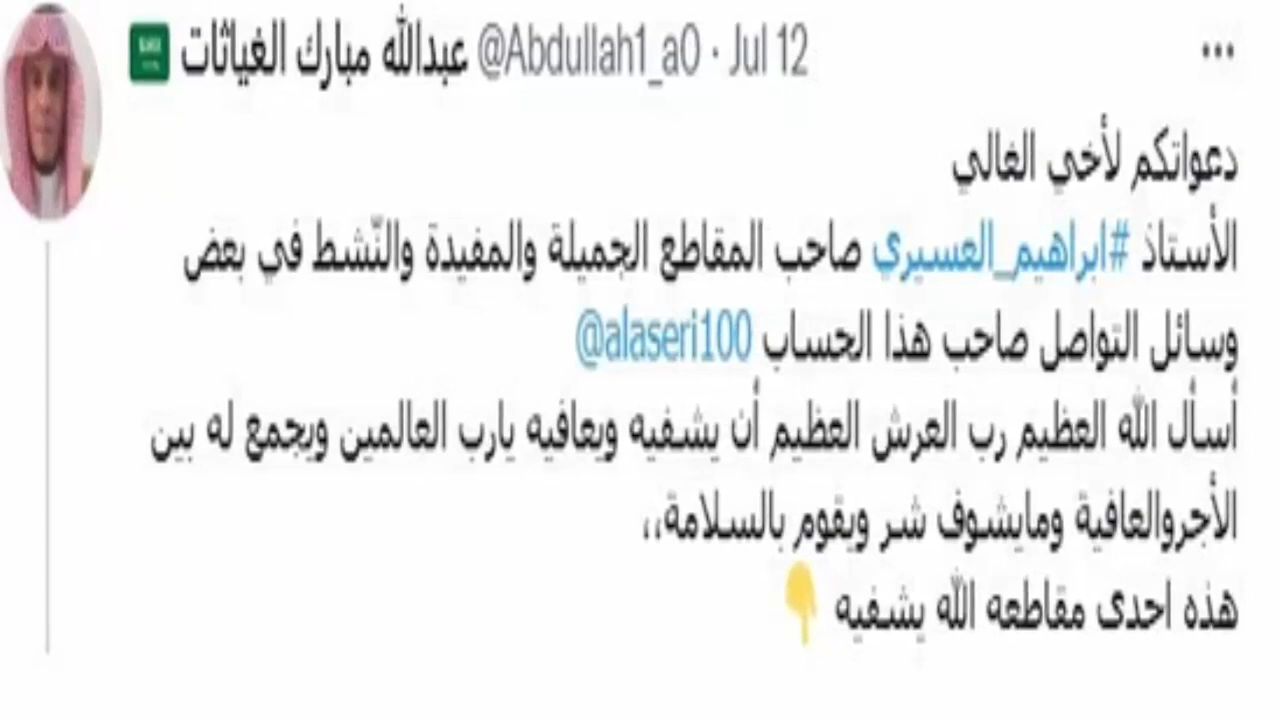 عبدالله مبارك الغياثات @Abdullah1_a0 · Jul 12
دعواتكم لأخي الغالي
الأستاذ #ابراهيم_العسيري صاحب المقاطع الجميلة والمفيدة والنّشط في بعض
وسائل التواصل صاحب هذا الحساب @alaseri100
أسأل الله العظيم رب العرش العظيم أن يشفيه ويعافيه يارب العالمين ويجمع له بين
الأجروالعافية ومايشوف شر ويقوم بالسلامة،،
هذه احدى مقاطعه الله يشفيه 👇